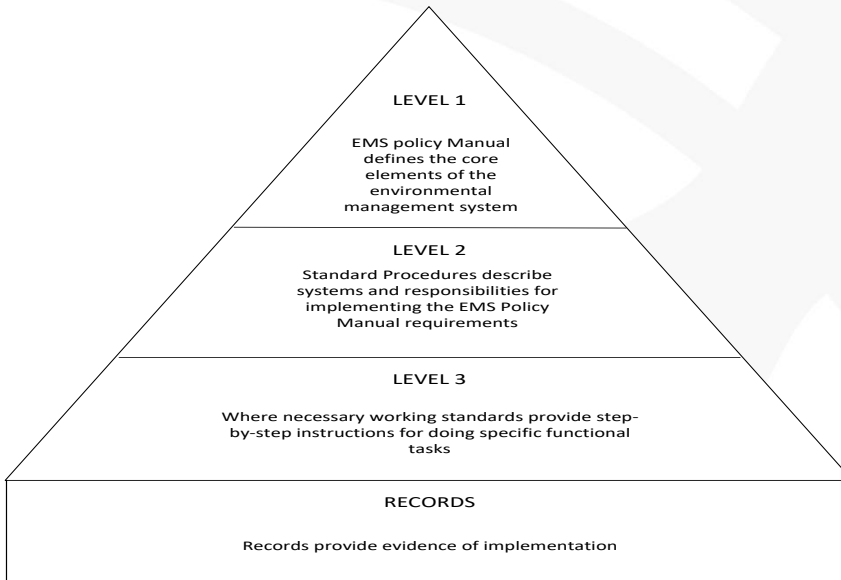 LEVEL 1
EMS policy Manual
defines the core
elements of the
environmental
management system
LEVEL 2
Standard Procedures describe
systems and responsibilities for
implementing the EMS Policy
Manual requirements
LEVEL 3
Where necessary working standards provide step-
by-step instructions for doing specific functional
tasks
RECORDS
Records provide evidence of implementation